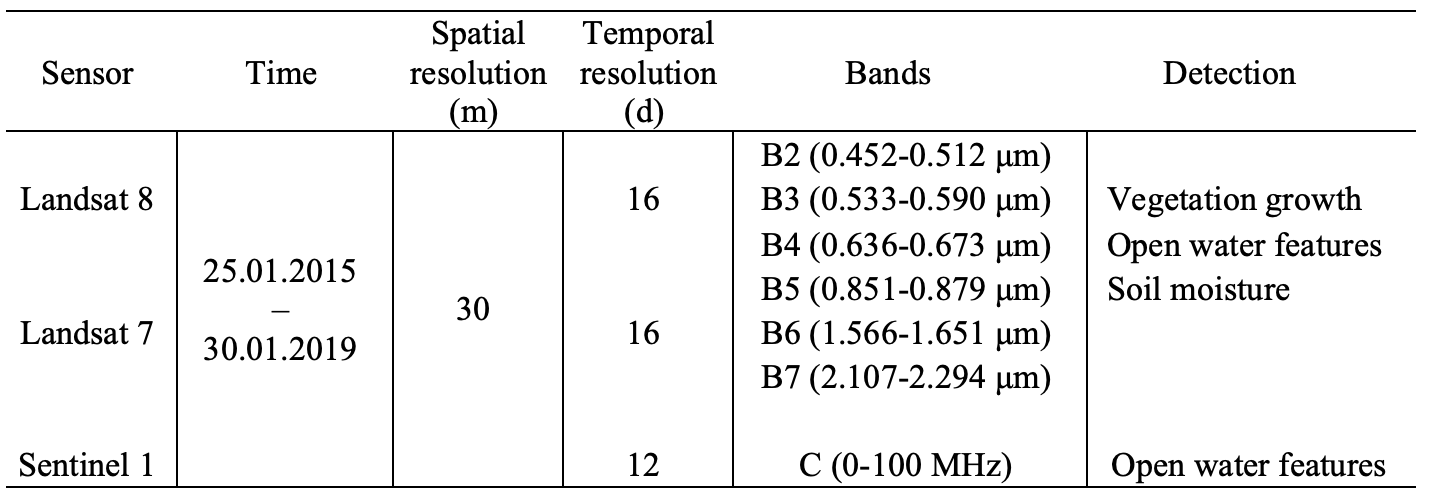 Sensor Time Spatial resolution (m) Temporal resolution (d) Bands Detection
B2 (0.452-0.512 μm)
Landsat 8 16 B3 (0.533-0.590 μm) Vegetation growth
B4 (0.636-0.673 μm) Open water features
25.01.2015
B5 (0.851-0.879 μm) Soil moisture
–
30
Landsat 7 16 B6 (1.566-1.651 μm)
30.01.2019
B7 (2.107-2.294 μm)
Sentinel 1 12 C (0-100 MHz) Open water features